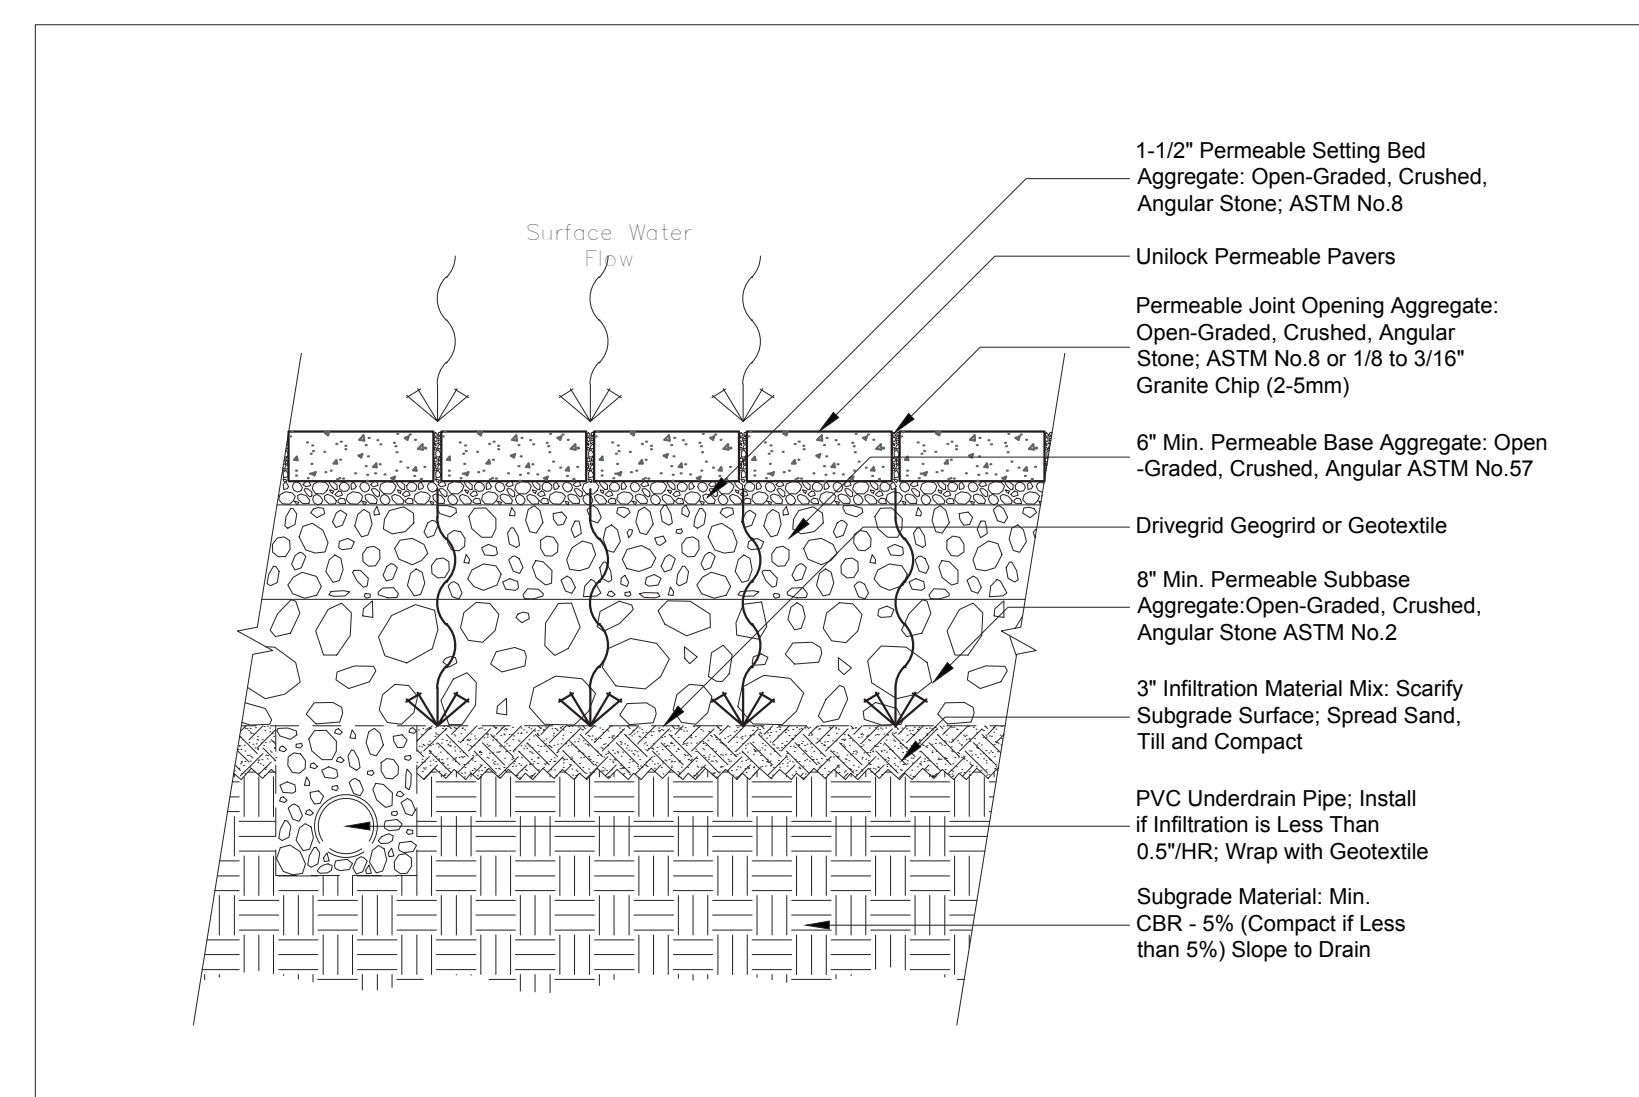 Surface Water
Flow
1-1/2" Permeable Setting Bed
Aggregate: Open-Graded, Crushed,
Angular Stone; ASTM No.8
Unilock Permeable Pavers
Permeable Joint Opening Aggregate:
Open-Graded, Crushed, Angular
Stone; ASTM No.8 or 1/8 to 3/16"
Granite Chip (2-5mm)
6" Min. Permeable Base Aggregate: Open
-Graded, Crushed, Angular ASTM No.57
Drivegrid Geogrird or Geotextile
8" Min. Permeable Subbase
Aggregate:Open-Graded, Crushed,
Angular Stone ASTM No.2
3" Infiltration Material Mix: Scarify
Subgrade Surface; Spread Sand,
Till and Compact
PVC Underdrain Pipe; Install
if Infiltration is Less Than
0.5"/HR; Wrap with Geotextile
Subgrade Material: Min.
CBR - 5% (Compact if Less
than 5%) Slope to Drain